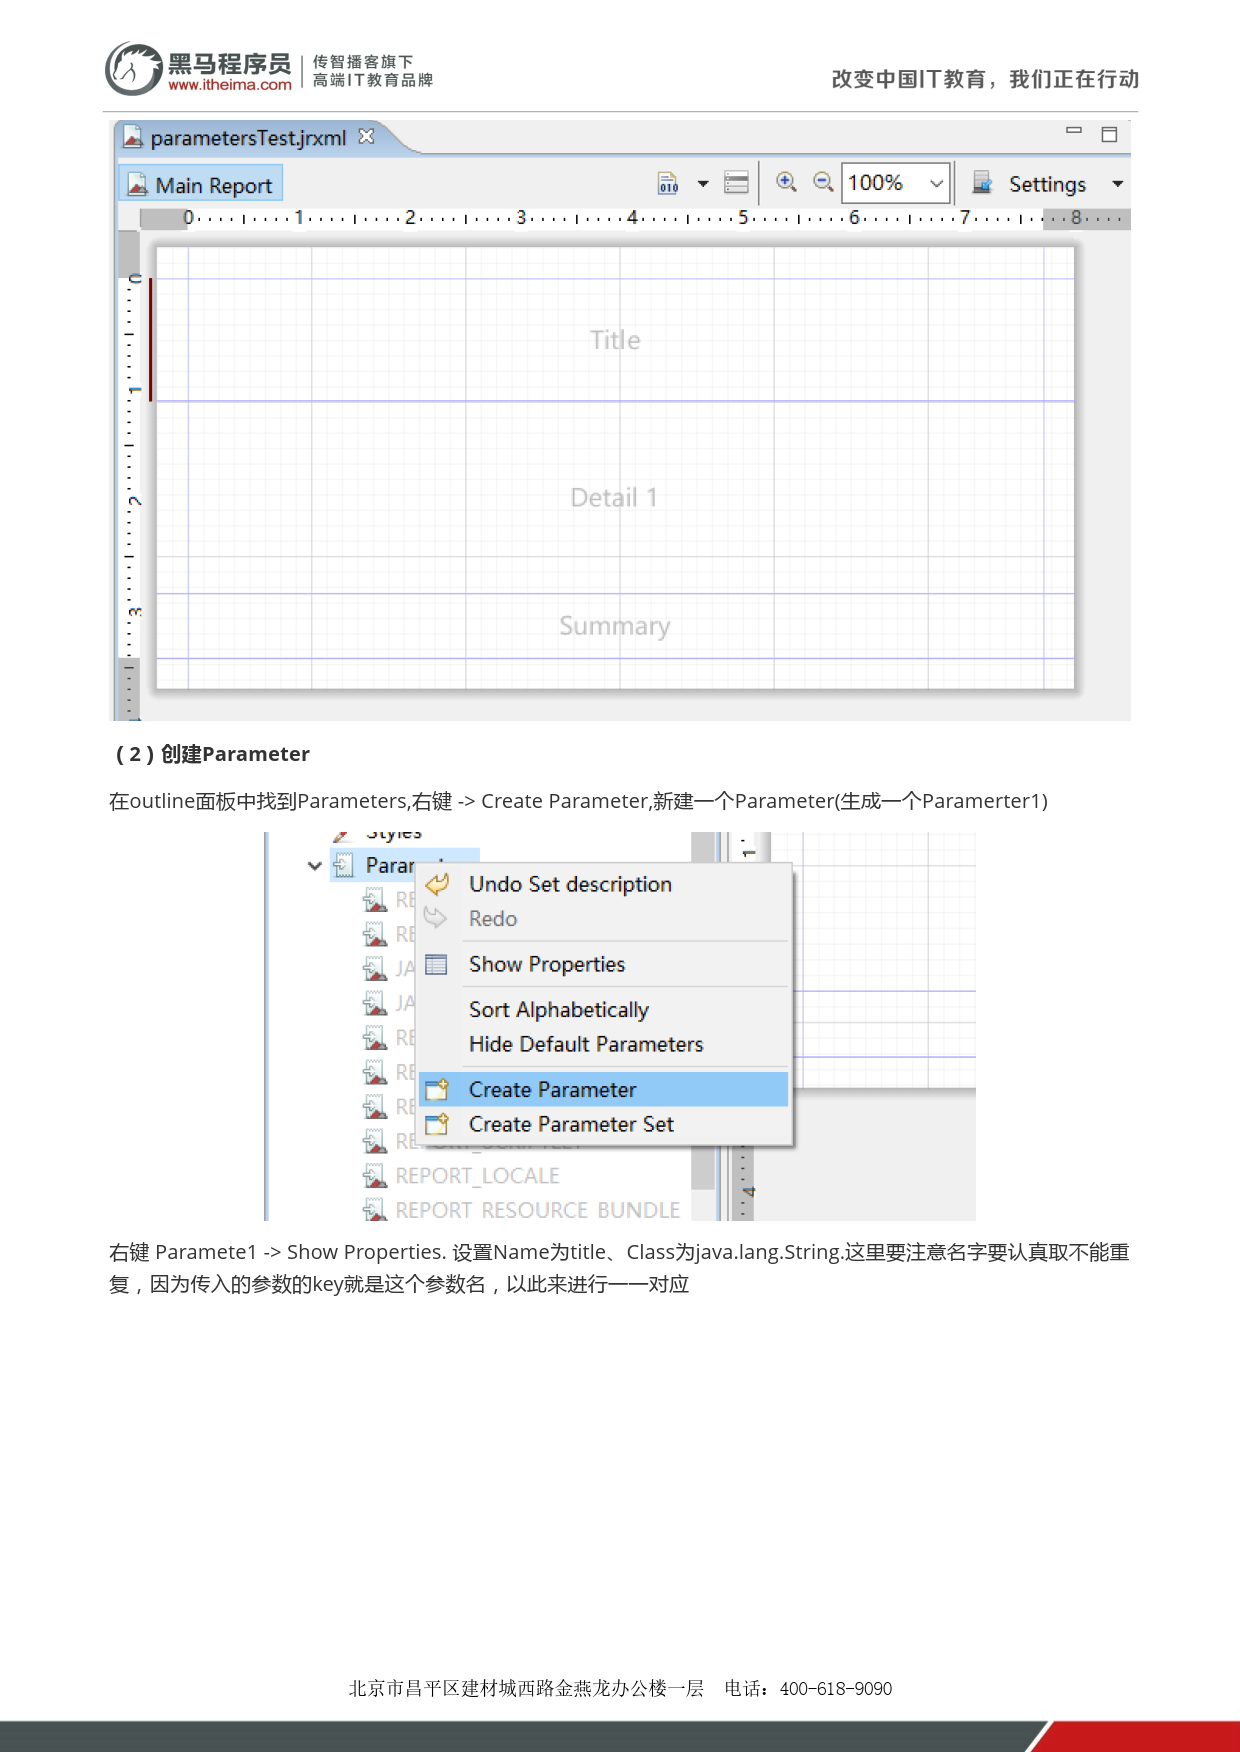 黑马程序员
www.itheima.com
传智播客旗下
高端IT教育品牌
改变中国IT教育，我们正在行动
parametersTest.jrxml
Main Report
100%
Settings
0 1 2 3 4 5 6 7 8
0
1
2
3
Title
Detail 1
Summary
（2）创建Parameter
在outline面板中找到Parameters,右键 -> Create Parameter,新建一个Parameter(生成一个Paramerter1)
Styles
Param
Undo Set description
RE
Redo
RE
Show Properties
JA
Sort Alphabetically
JA
Hide Default Parameters
RE
RE
Create Parameter
RE
Create Parameter Set
RE
REPORT_LOCALE
REPORT RESOURCE BUNDLE
1
4
右键 Paramete1 -> Show Properties. 设置Name为title、Class为java.lang.String.这里要注意名字要认真取不能重
复，因为传入的参数的key就是这个参数名，以此来进行一一对应
北京市昌平区建材城西路金燕龙办公楼一层 电话：400-618-9090